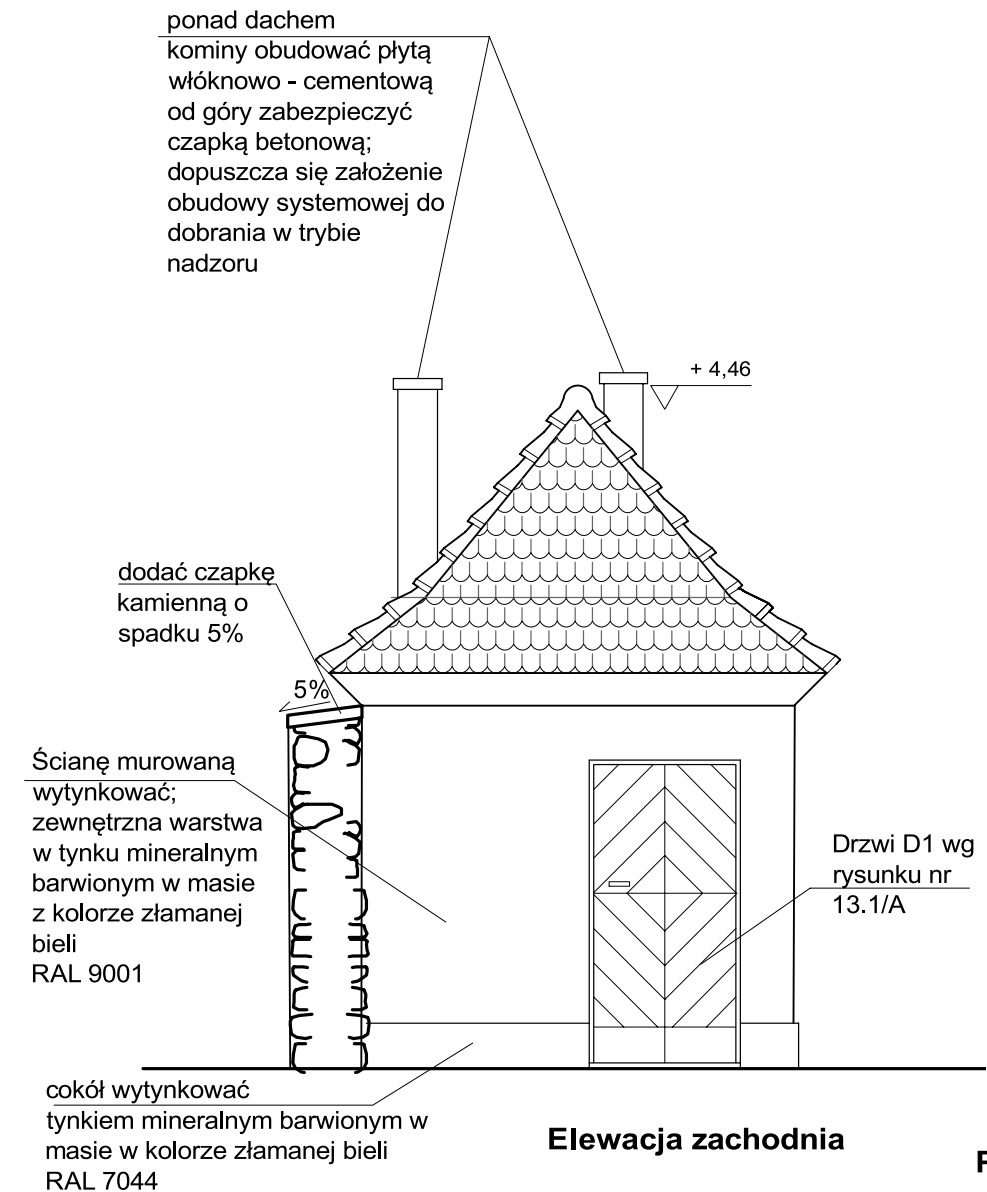 ponad dachem
kominy obudować płytą
włóknowo - cementową
od góry zabezpieczyć
czapką betonową;
dopuszcza się założenie
obudowy systemowej do
dobrania w trybie
nadzoru
+ 4,46
dodać czapkę
kamienną o
spadku 5%
5%
Ścianę murowaną
wytynkować;
zewnętrzna warstwa
w tynku mineralnym
barwionym w masie
z kolorze złamanej
bieli
RAL 9001
Drzwi D1 wg
rysunku nr
13.1/A
cokół wytynkować
tynkiem mineralnym barwionym w
masie w kolorze złamanej bieli
RAL 7044
Elewacja zachodnia